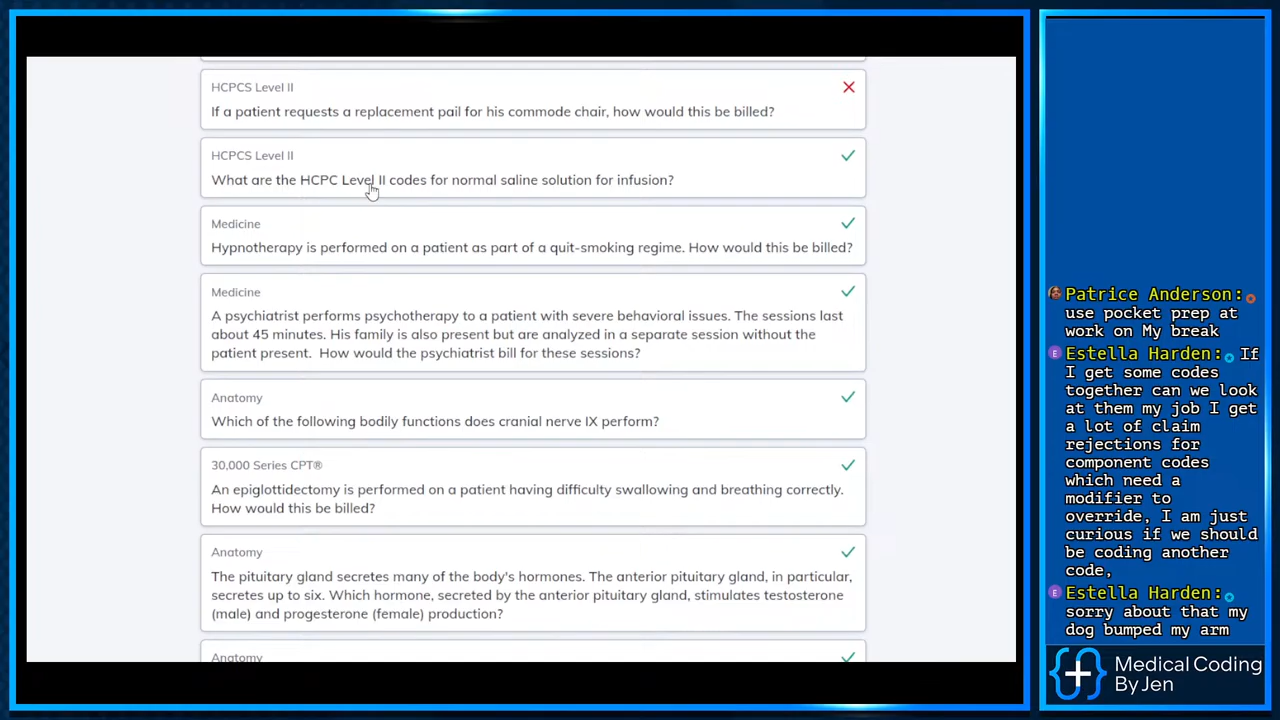 HCPCS Level II
If a patient requests a replacement pail for his commode chair, how would this be billed?
HCPCS Level II
What are the HCPC Level II codes for normal saline solution for infusion?
Medicine
Hypnotherapy is performed on a patient as part of a quit-smoking regime. How would this be billed?
Medicine
A psychiatrist performs psychotherapy to a patient with severe behavioral issues. The sessions last
about 45 minutes. His family is also present but are analyzed in a separate session without the
patient present. How would the psychiatrist bill for these sessions?
Anatomy
Which of the following bodily functions does cranial nerve IX perform?
30,000 Series CPT®
An epiglottidectomy is performed on a patient having difficulty swallowing and breathing correctly.
How would this be billed?
Anatomy
The pituitary gland secretes many of the body's hormones. The anterior pituitary gland, in particular,
secretes up to six. Which hormone, secreted by the anterior pituitary gland, stimulates testosterone
(male) and progesterone (female) production?
Anatomy
Patrice Anderson:
use pocket prep at
work on My break
E Estella Harden: If
I get some codes
together can we look
at them my job I get
a lot of claim
rejections for
component codes
which need a
modifier to
override, I am just
curious if we should
be coding another
code,
E Estella Harden:
sorry about that my
dog bumped my arm
Medical Coding
By Jen